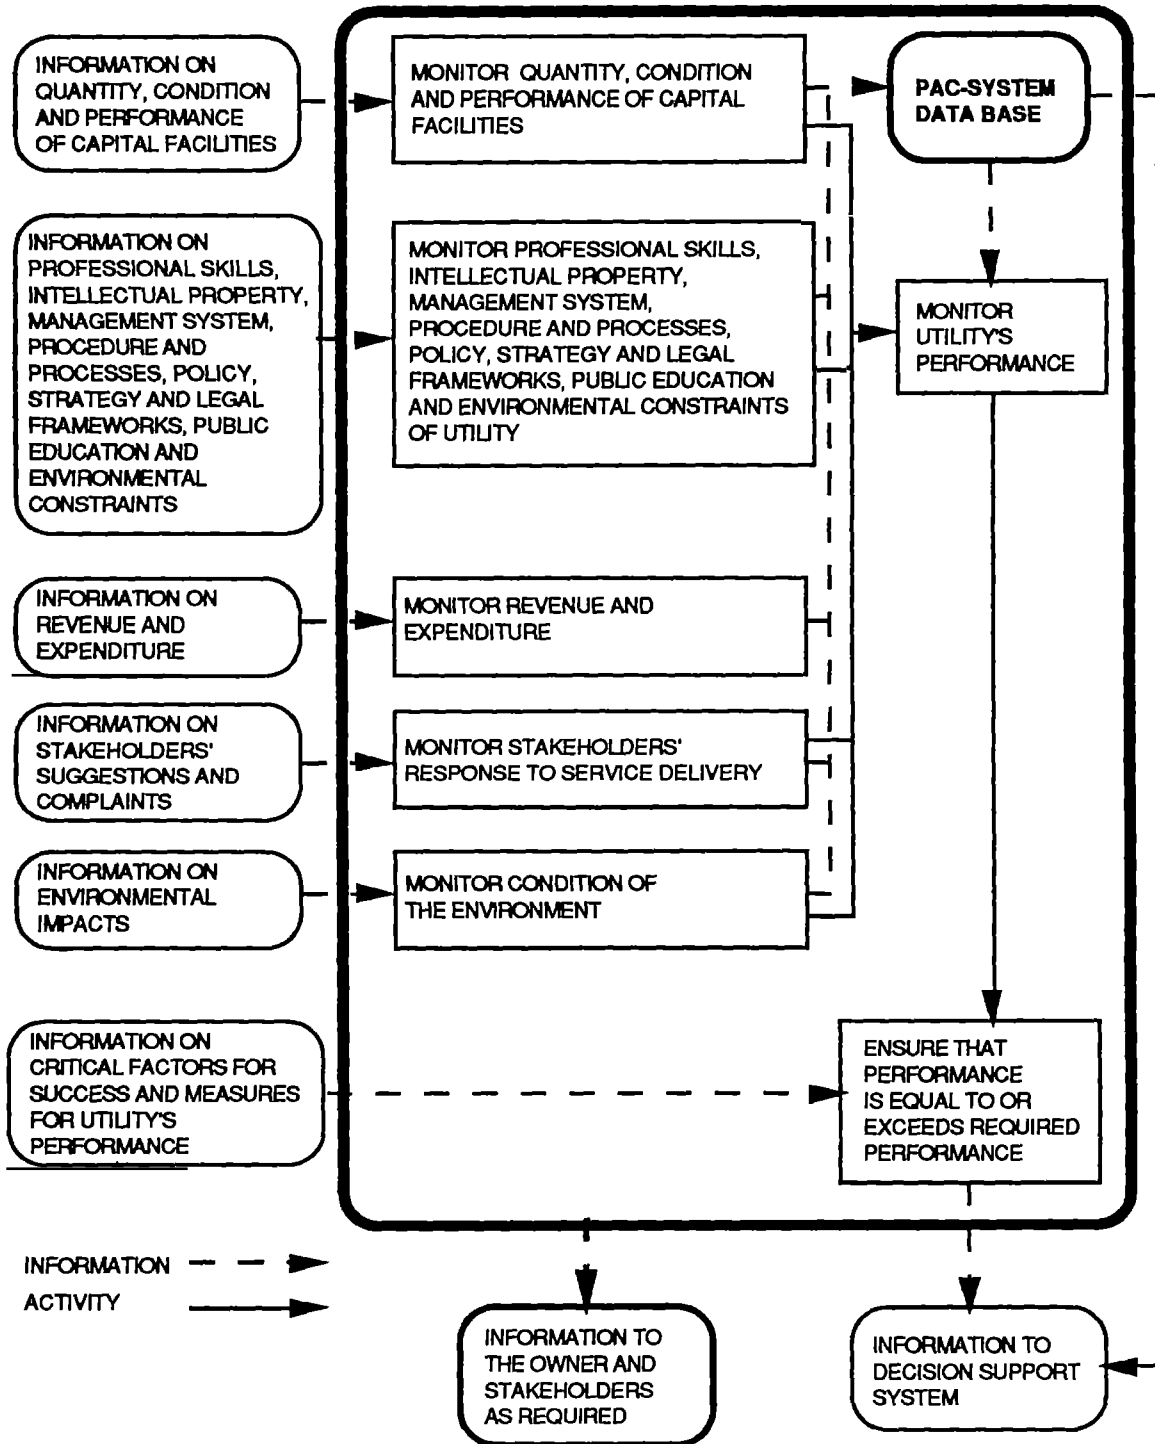 INFORMATION ON
QUANTITY, CONDITION
AND PERFORMANCE
OF CAPITAL FACILITIES
MONITOR QUANTITY, CONDITION
AND PERFORMANCE OF CAPITAL
FACILITIES
PAC-SYSTEM
DATA BASE
INFORMATION ON
PROFESSIONAL SKILLS,
INTELLECTUAL PROPERTY,
MANAGEMENT SYSTEM,
PROCEDURE AND
PROCESSES, POLICY,
STRATEGY AND LEGAL
FRAMEWORKS, PUBLIC
EDUCATION AND
ENVIRONMENTAL
CONSTRAINTS
MONITOR PROFESSIONAL SKILLS,
INTELLECTUAL PROPERTY,
MANAGEMENT SYSTEM,
PROCEDURE AND PROCESSES,
POLICY, STRATEGY AND LEGAL
FRAMEWORKS, PUBLIC EDUCATION
AND ENVIRONMENTAL CONSTRAINTS
OF UTILITY
MONITOR
UTILITY'S
PERFORMANCE
INFORMATION ON
REVENUE AND
EXPENDITURE
MONITOR REVENUE AND
EXPENDITURE
INFORMATION ON
STAKEHOLDERS'
SUGGESTIONS AND
COMPLAINTS
MONITOR STAKEHOLDERS'
RESPONSE TO SERVICE DELIVERY
INFORMATION ON
ENVIRONMENTAL
IMPACTS
MONITOR CONDITION OF
THE ENVIRONMENT
INFORMATION ON
CRITICAL FACTORS FOR
SUCCESS AND MEASURES
FOR UTILITY'S
PERFORMANCE
ENSURE THAT
PERFORMANCE
IS EQUAL TO OR
EXCEEDS REQUIRED
PERFORMANCE
INFORMATION
ACTIVITY
INFORMATION TO
THE OWNER AND
STAKEHOLDERS
AS REQUIRED
INFORMATION TO
DECISION SUPPORT
SYSTEM